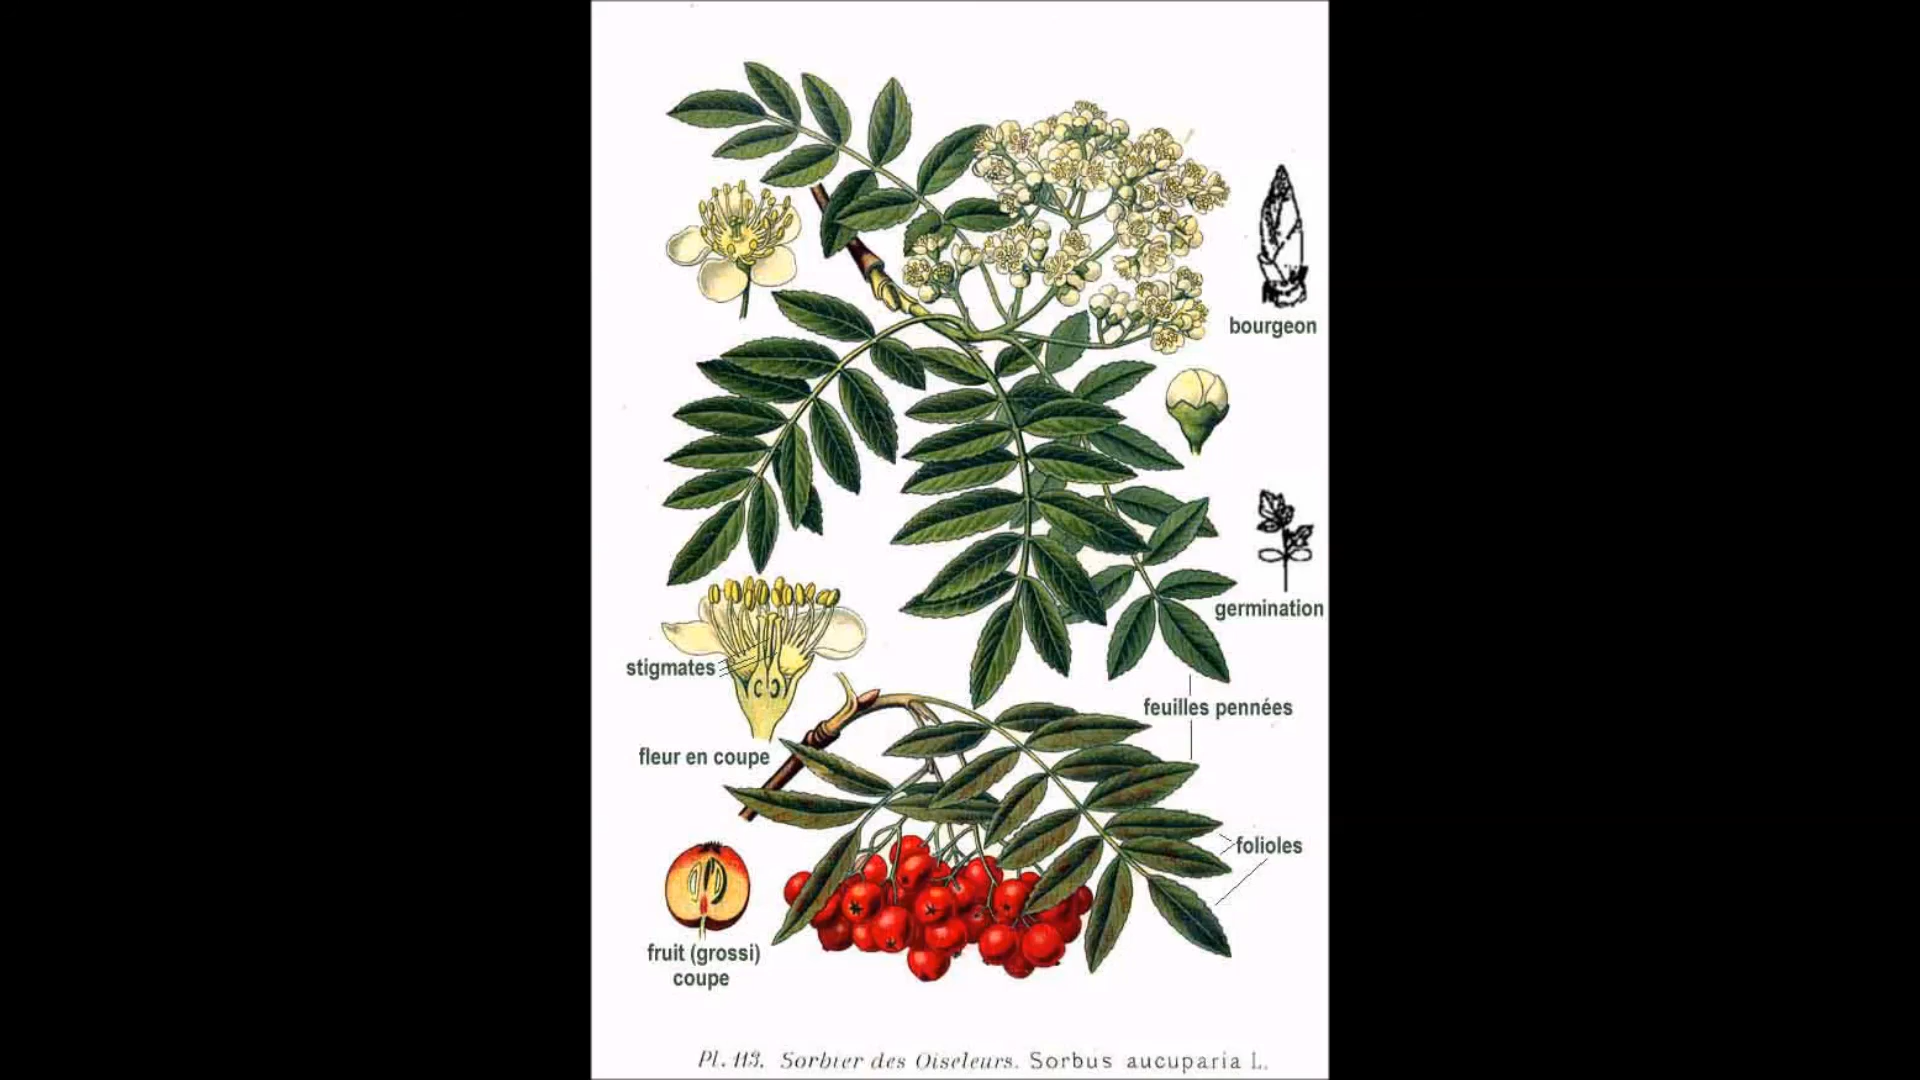 bourgeon
germination
stigmates
feuilles pennées
fleur en coupe
folioles
fruit (grossi)
coupe
Pl. 113. Sorbier des Oiseleurs. Sorbus aucuparia L.